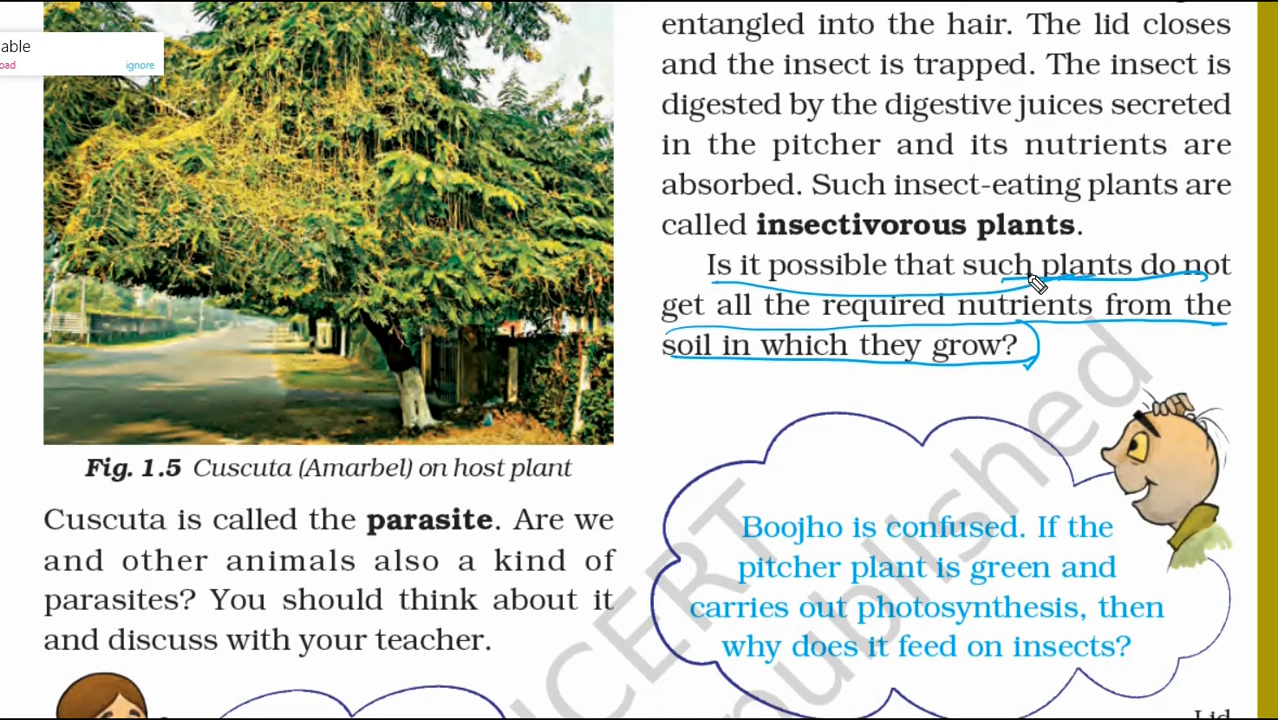 able
oad ignore
Fig. 1.5 Cuscuta (Amarbel) on host plant
Cuscuta is called the parasite. Are we
and other animals also a kind of
parasites? You should think about it
and discuss with your teacher.
entangled into the hair. The lid closes
and the insect is trapped. The insect is
digested by the digestive juices secreted
in the pitcher and its nutrients are
absorbed. Such insect-eating plants are
called insectivorous plants.
Is it possible that such plants do not
get all the required nutrients from the
soil in which they grow?
Boojho is confused. If the
pitcher plant is green and
carries out photosynthesis, then
why does it feed on insects?
Lid
NCERT
published